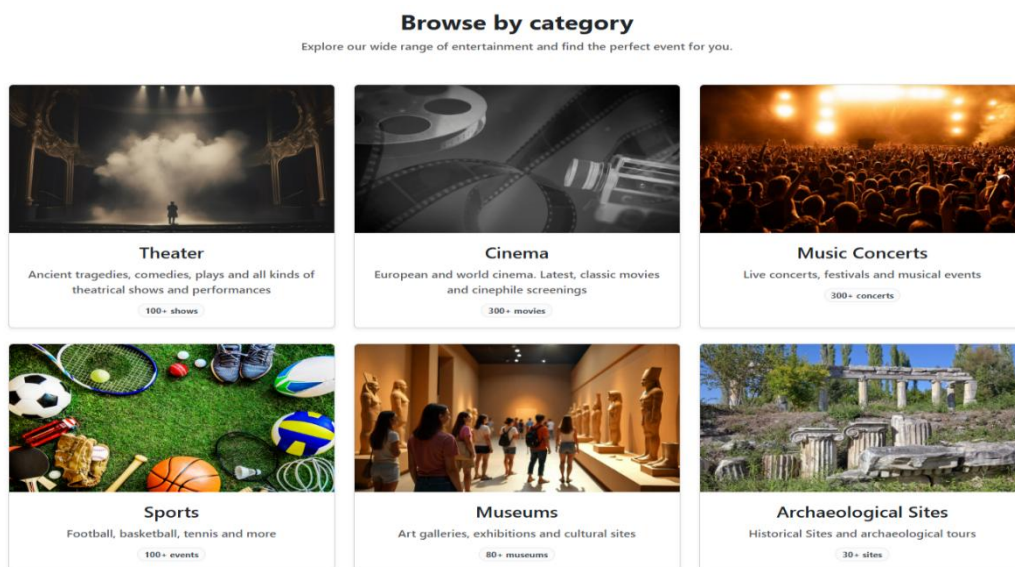 Browse by category
Explore our wide range of entertainment and find the perfect event for you.
Theater
Ancient tragedies, comedies, plays and all kinds of
theatrical shows and performances
100+ shows
Cinema
European and world cinema. Latest, classic movies
and cinephile screenings
300+ movies
Music Concerts
Live concerts, festivals and musical events
300+ concerts
Sports
Football, basketball, tennis and more
100+ events
Museums
Art galleries, exhibitions and cultural sites
80+ museums
Archaeological Sites
Historical Sites and archaeological tours
30+ sites